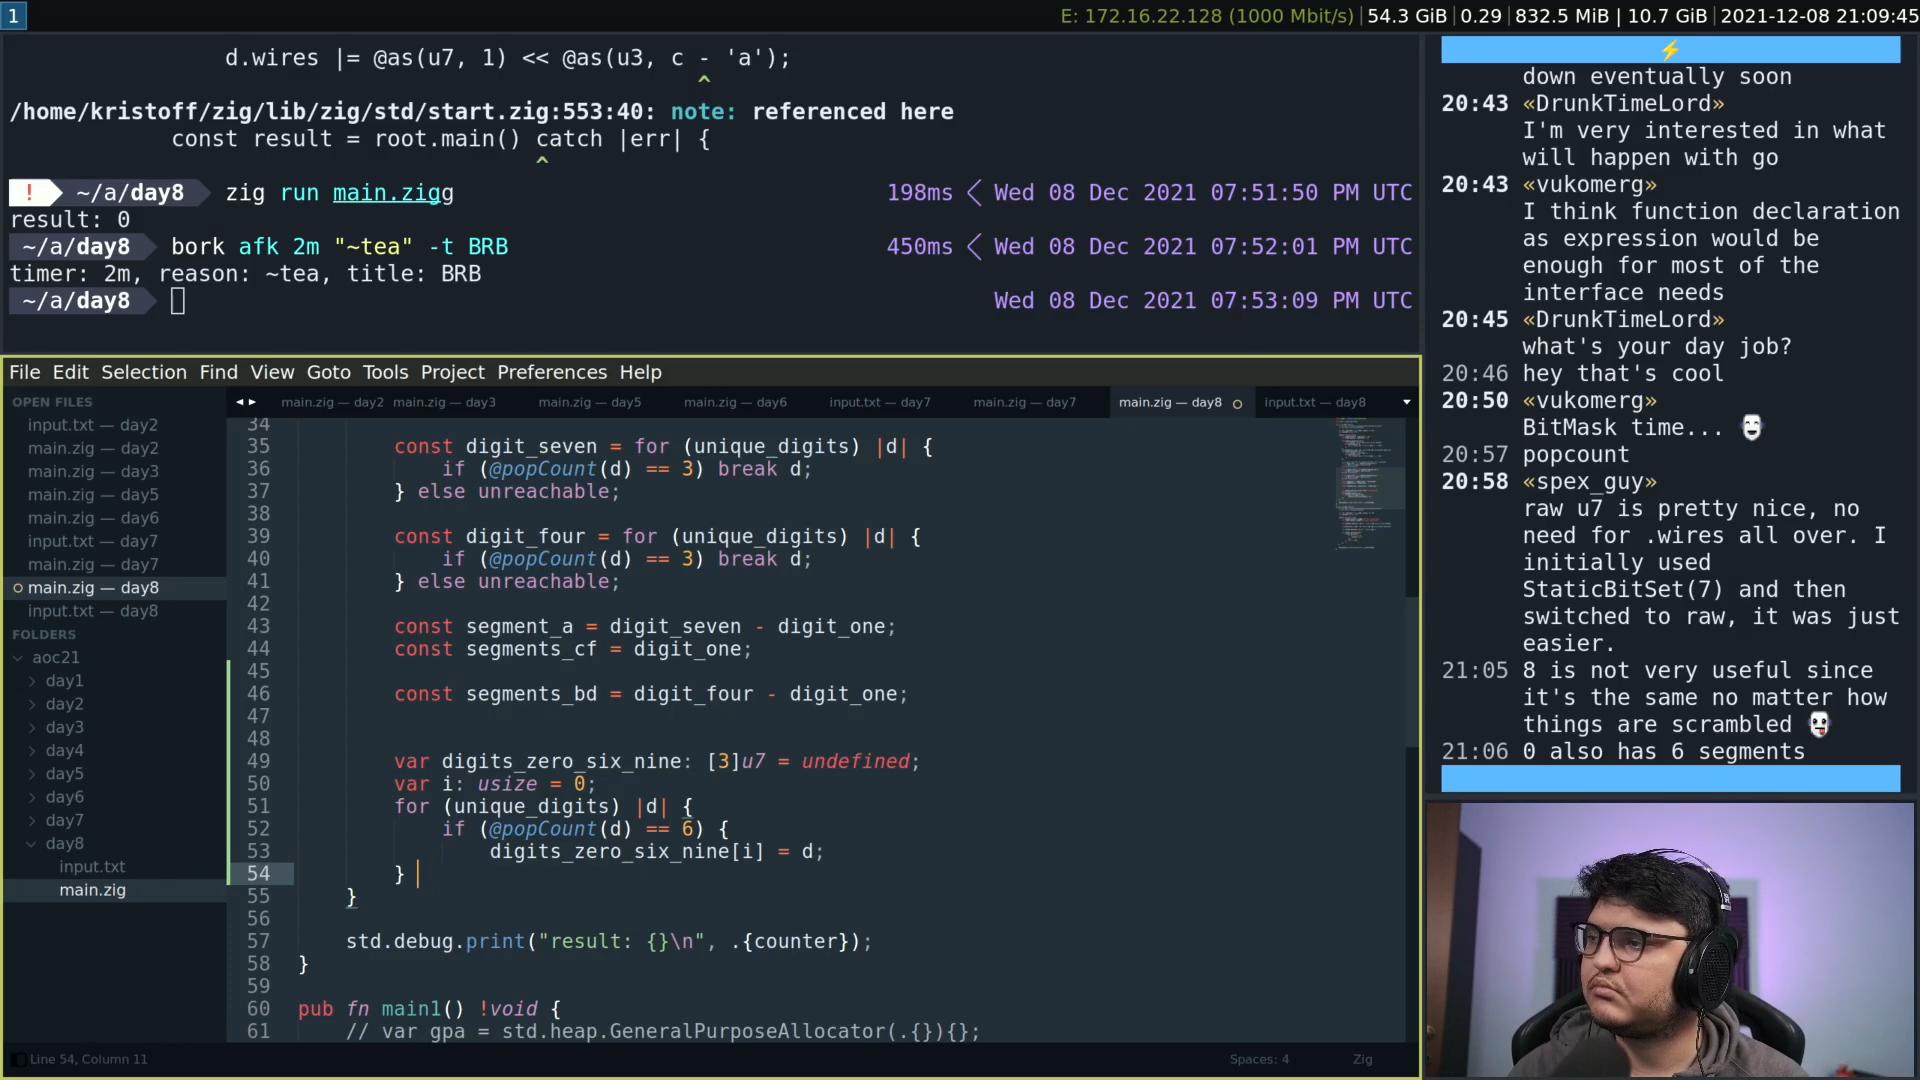 1
E: 172.16.22.128 (1000 Mbit/s) | 54.3 GiB | 0.29 | 832.5 MiB | 10.7 GiB | 2021-12-08 21:09:45
d.wires |= @as(u7, 1) << @as(u3, c - 'a');
^
/home/kristoff/zig/lib/zig/std/start.zig:553:40: note: referenced here
const result = root.main() catch |err| {
^
! ~/a/day8 zig run main.zigg 198ms Wed 08 Dec 2021 07:51:50 PM UTC
result: 0
~/a/day8 bork afk 2m "~tea" -t BRB 450ms Wed 08 Dec 2021 07:52:01 PM UTC
timer: 2m, reason: ~tea, title: BRB
~/a/day8 Wed 08 Dec 2021 07:53:09 PM UTC
File Edit Selection Find View Goto Tools Project Preferences Help
OPEN FILES
input.txt — day2
main.zig — day2
main.zig — day3
main.zig — day5
main.zig — day6
input.txt — day7
main.zig — day7
main.zig — day8
input.txt — day8
FOLDERS
aoc21
day1
day2
day3
day4
day5
day6
day7
day8
input.txt
main.zig
main.zig — day2 main.zig — day3 main.zig — day5 main.zig — day6 input.txt — day7 main.zig — day7 main.zig — day8 input.txt — day8
34
35 const digit_seven = for (unique_digits) |d| {
36 if (@popCount(d) == 3) break d;
37 } else unreachable;
38
39 const digit_four = for (unique_digits) |d| {
40 if (@popCount(d) == 3) break d;
41 } else unreachable;
42
43 const segment_a = digit_seven - digit_one;
44 const segments_cf = digit_one;
45
46 const segments_bd = digit_four - digit_one;
47
48
49 var digits_zero_six_nine: [3]u7 = undefined;
50 var i: usize = 0;
51 for (unique_digits) |d| {
52 if (@popCount(d) == 6) {
53 digits_zero_six_nine[i] = d;
54 }
55 }
56
57 std.debug.print("result: {}\n", .{counter});
58 }
59
60 pub fn main1() !void {
61 // var gpa = std.heap.GeneralPurposeAllocator(.{}){};
Line 54, Column 11 Spaces: 4 Zig
down eventually soon
20:43 «DrunkTimeLord»
I'm very interested in what
will happen with go
20:43 «vukomerg»
I think function declaration
as expression would be
enough for most of the
interface needs
20:45 «DrunkTimeLord»
what's your day job?
20:46 hey that's cool
20:50 «vukomerg»
BitMask time...
20:57 popcount
20:58 «spex_guy»
raw u7 is pretty nice, no
need for .wires all over. I
initially used
StaticBitSet(7) and then
switched to raw, it was just
easier.
21:05 8 is not very useful since
it's the same no matter how
things are scrambled
21:06 0 also has 6 segments